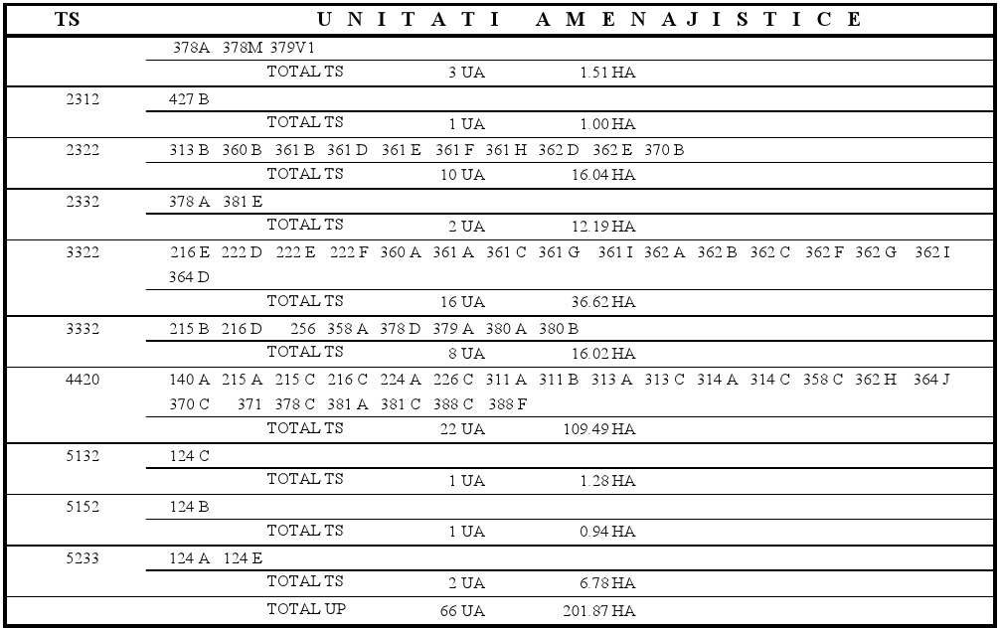 TS U N I T A T I A M E N A J I S T I C E
378A 378M 379V1
TOTAL TS 3 UA 1.51 HA
2312 427 B
TOTAL TS 1 UA 1.00 HA
2322 313 B 360 B 361 B 361 D 361 E 361 F 361 H 362 D 362 E 370 B
TOTAL TS 10 UA 16.04 HA
2332 378 A 381 E
TOTAL TS 2 UA 12.19 HA
3322 216 E 222 D 222 E 222 F 360 A 361 A 361 C 361 G 361 I 362 A 362 B 362 C 362 F 362 G 362 I
364 D
TOTAL TS 16 UA 36.62 HA
3332 215 B 216 D 256 358 A 378 D 379 A 380 A 380 B
TOTAL TS 8 UA 16.02 HA
4420 140 A 215 A 215 C 216 C 224 A 226 C 311 A 311 B 313 A 313 C 314 A 314 C 358 C 362 H 364 J
370 C 371 378 C 381 A 381 C 388 C 388 F
TOTAL TS 22 UA 109.49 HA
5132 124 C
TOTAL TS 1 UA 1.28 HA
5152 124 B
TOTAL TS 1 UA 0.94 HA
5233 124 A 124 E
TOTAL TS 2 UA 6.78 HA
TOTAL UP 66 UA 201.87 HA